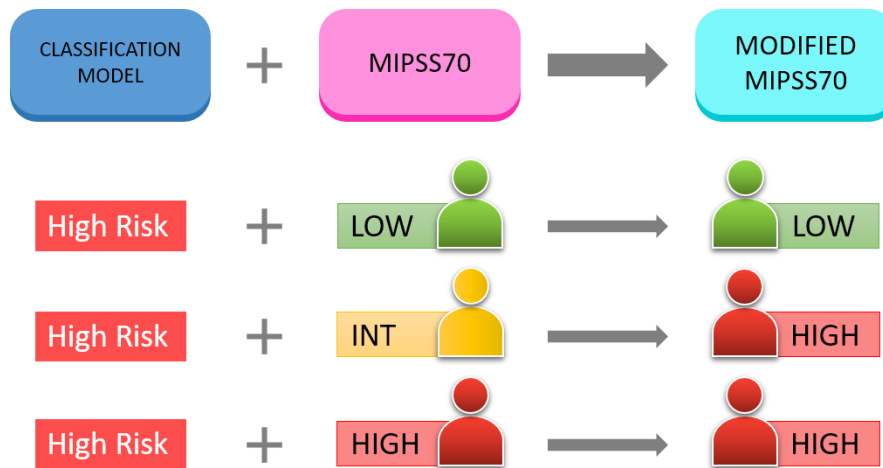 CLASSIFICATION
MODEL
MIPSS70
MODIFIED
MIPSS70
High Risk
LOW
LOW
High Risk
INT
HIGH
High Risk
HIGH
HIGH